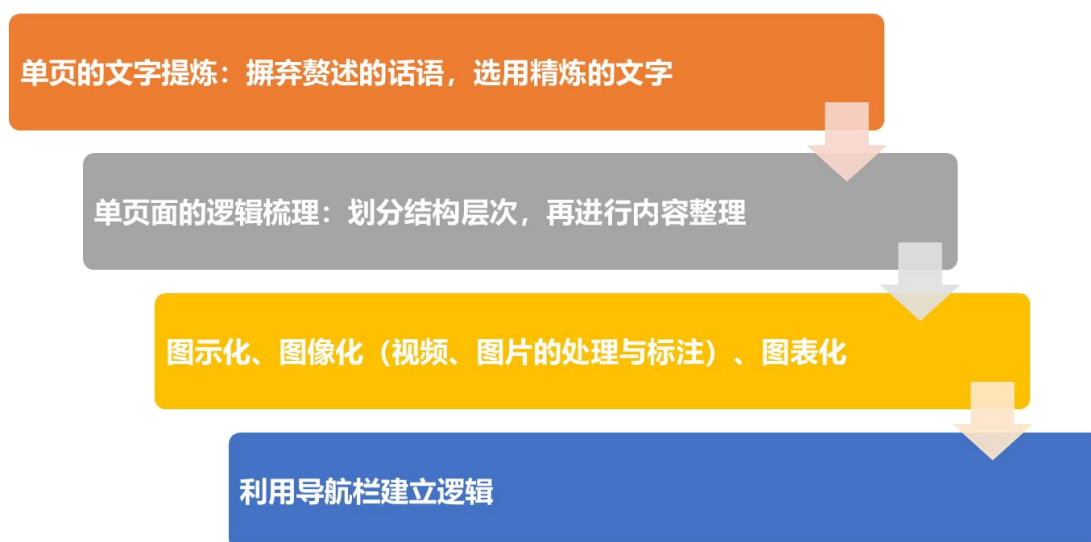 单页的文字提炼：摒弃赘述的话语，选用精炼的文字
单页面的逻辑梳理：划分结构层次，再进行内容整理
图示化、图像化（视频、图片的处理与标注）、图表化
利用导航栏建立逻辑